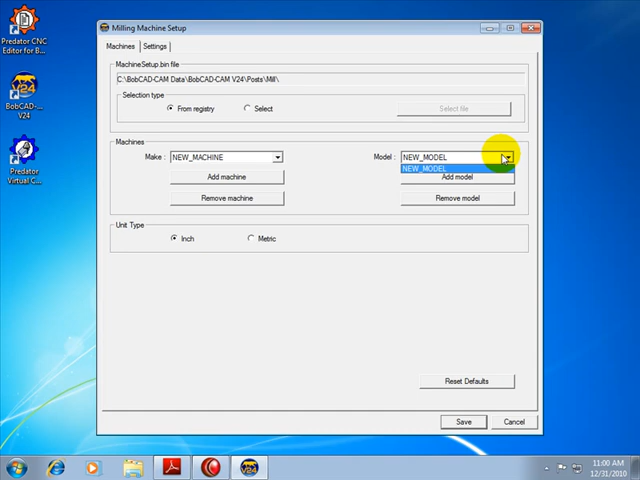 Predator CNC
Editor for B...
BobCAD-...
V24
Predator
Virtual C...
Milling Machine Setup
Machines
Settings
MachineSetup.bin file
C:\BobCAD-CAM Data\BobCAD-CAM V24\Posts\Mill\
Selection type
From registry
Select
Select file
Machines
Make :
NEW_MACHINE
Model :
NEW_MODEL
NEW_MODEL
Add machine
Add model
Remove machine
Remove model
Unit Type
Inch
Metric
Reset Defaults
Save
Cancel
V24
11:00 AM
12/31/2010